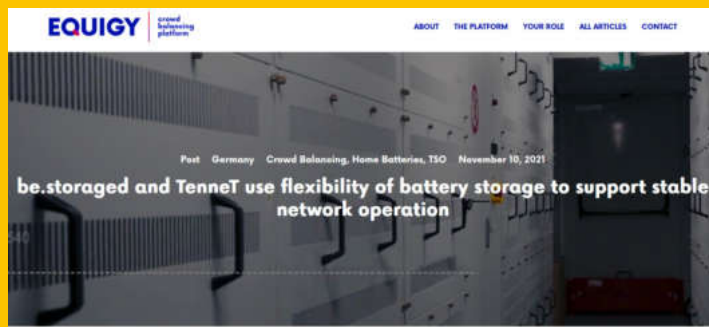 EQUIGY crowd balancing platform
ABOUT THE PLATFORM YOUR ROLE ALL ARTICLES CONTACT
Post Germany Crowd Balancing, Home Batteries, TSO November 10, 2021
be.storaged and TenneT use flexibility of battery storage to support stable
network operation